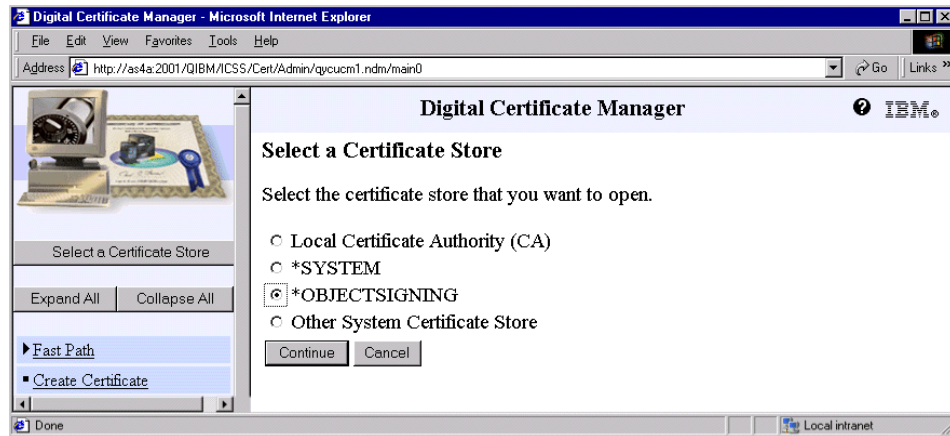 Digital Certificate Manager - Microsoft Internet Explorer
File Edit View Favorites Tools Help
Address http://as4a:2001/QIBM/ICSS/Cert/Admin/qycucm1.ndm/main0 Go Links »
Digital Certificate Manager
IBM®
Select a Certificate Store
Expand All Collapse All
Fast Path
Create Certificate
Select a Certificate Store
Select the certificate store that you want to open.
Local Certificate Authority (CA)
*SYSTEM
*OBJECTSIGNING
Other System Certificate Store
Continue Cancel
Done Local intranet